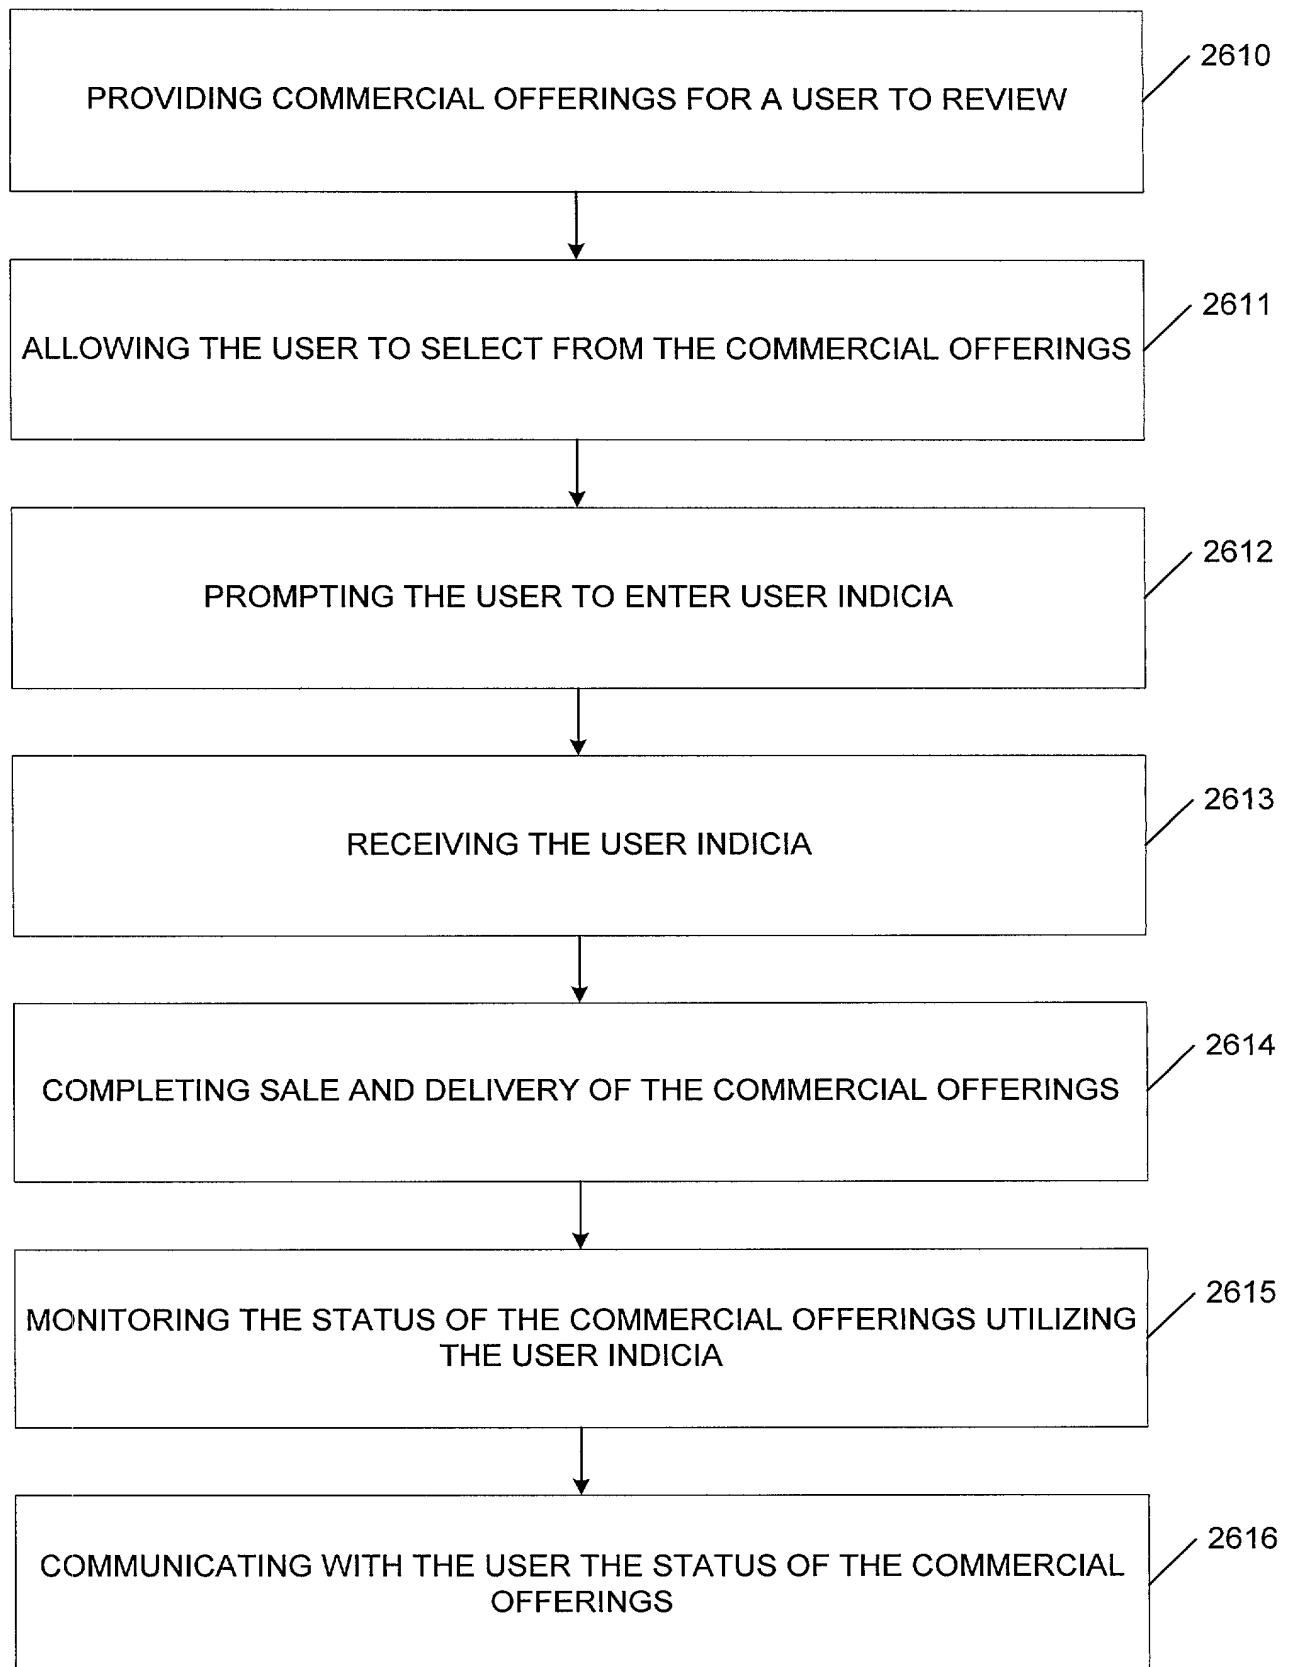 2610
PROVIDING COMMERCIAL OFFERINGS FOR A USER TO REVIEW
2611
ALLOWING THE USER TO SELECT FROM THE COMMERCIAL OFFERINGS
2612
PROMPTING THE USER TO ENTER USER INDICIA
2613
RECEIVING THE USER INDICIA
2614
COMPLETING SALE AND DELIVERY OF THE COMMERCIAL OFFERINGS
2615
MONITORING THE STATUS OF THE COMMERCIAL OFFERINGS UTILIZING
THE USER INDICIA
2616
COMMUNICATING WITH THE USER THE STATUS OF THE COMMERCIAL
OFFERINGS